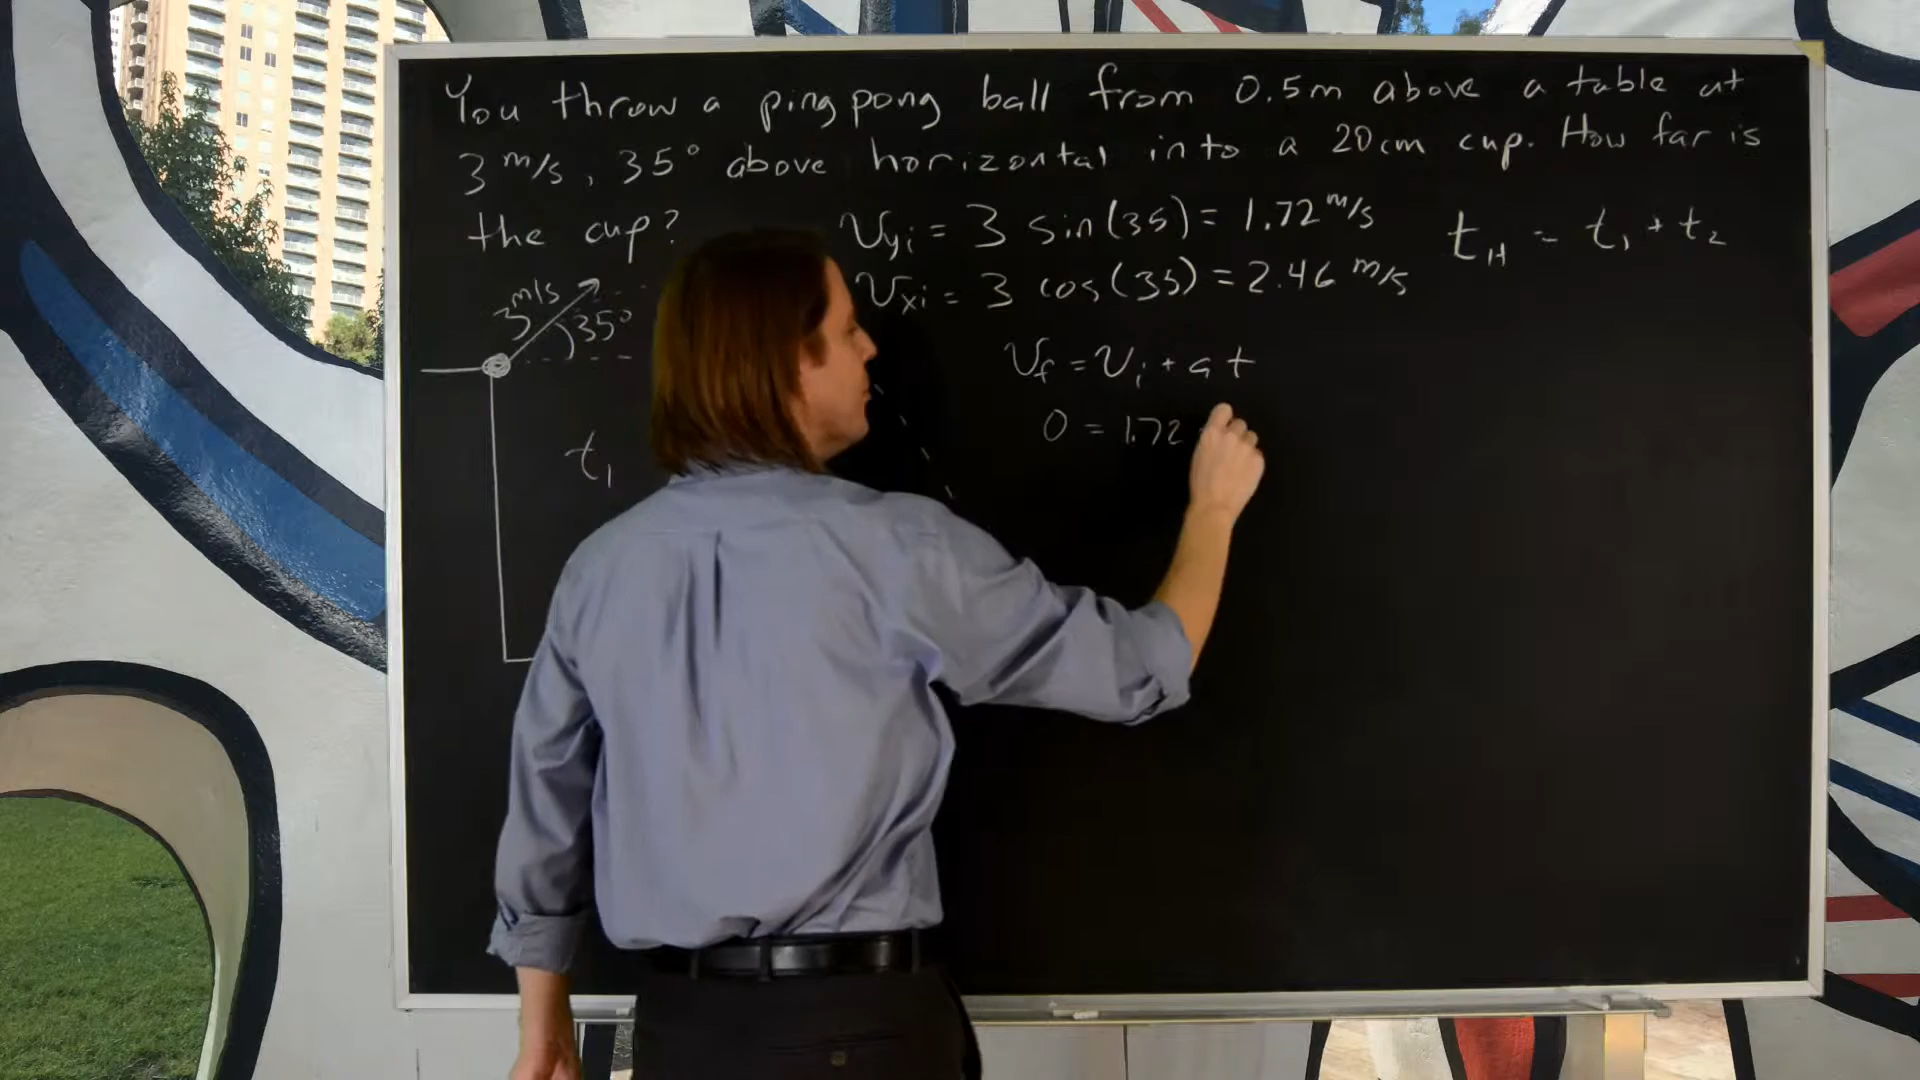 You throw a ping pong ball from 0.5m above a table at
3 m/s, 35° above horizontal into a 20cm cup. How far is
the cup?
Vyi = 3 sin(35) = 1.72 m/s
Vxi = 3 cos(35) = 2.46 m/s
tH = t1 + t2
3 m/s
35°
Vf = Vi + a t
0 = 1.72
t1